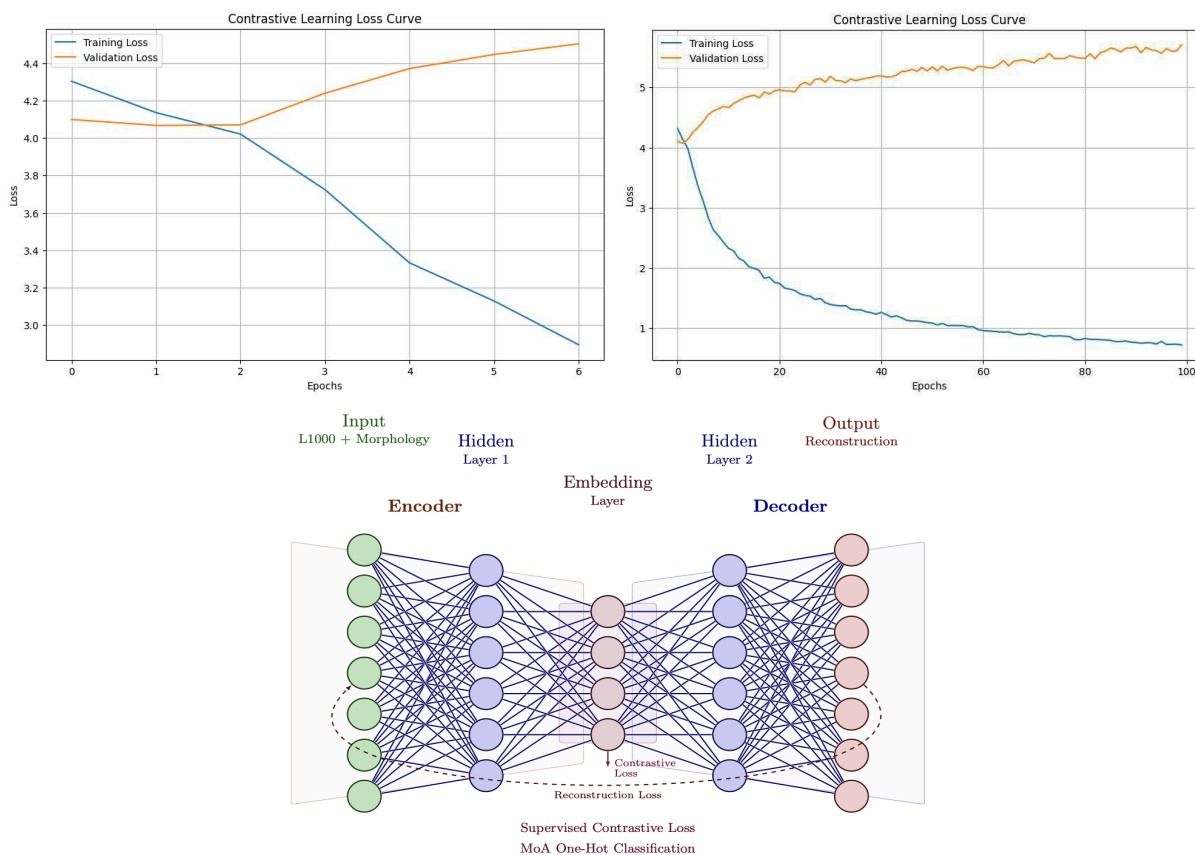 Contrastive Learning Loss Curve
Training Loss
Validation Loss
4.4
4.2
4.0
3.8
3.6
3.4
3.2
3.0
Loss
0 1 2 3 4 5 6
Epochs
Contrastive Learning Loss Curve
Training Loss
Validation Loss
5
4
3
2
1
Loss
0 20 40 60 80 100
Epochs
Input
L1000 + Morphology
Hidden
Layer 1
Hidden
Layer 2
Output
Reconstruction
Embedding
Layer
Encoder
Decoder
Contrastive
Loss
Reconstruction Loss
Supervised Contrastive Loss
MoA One-Hot Classification